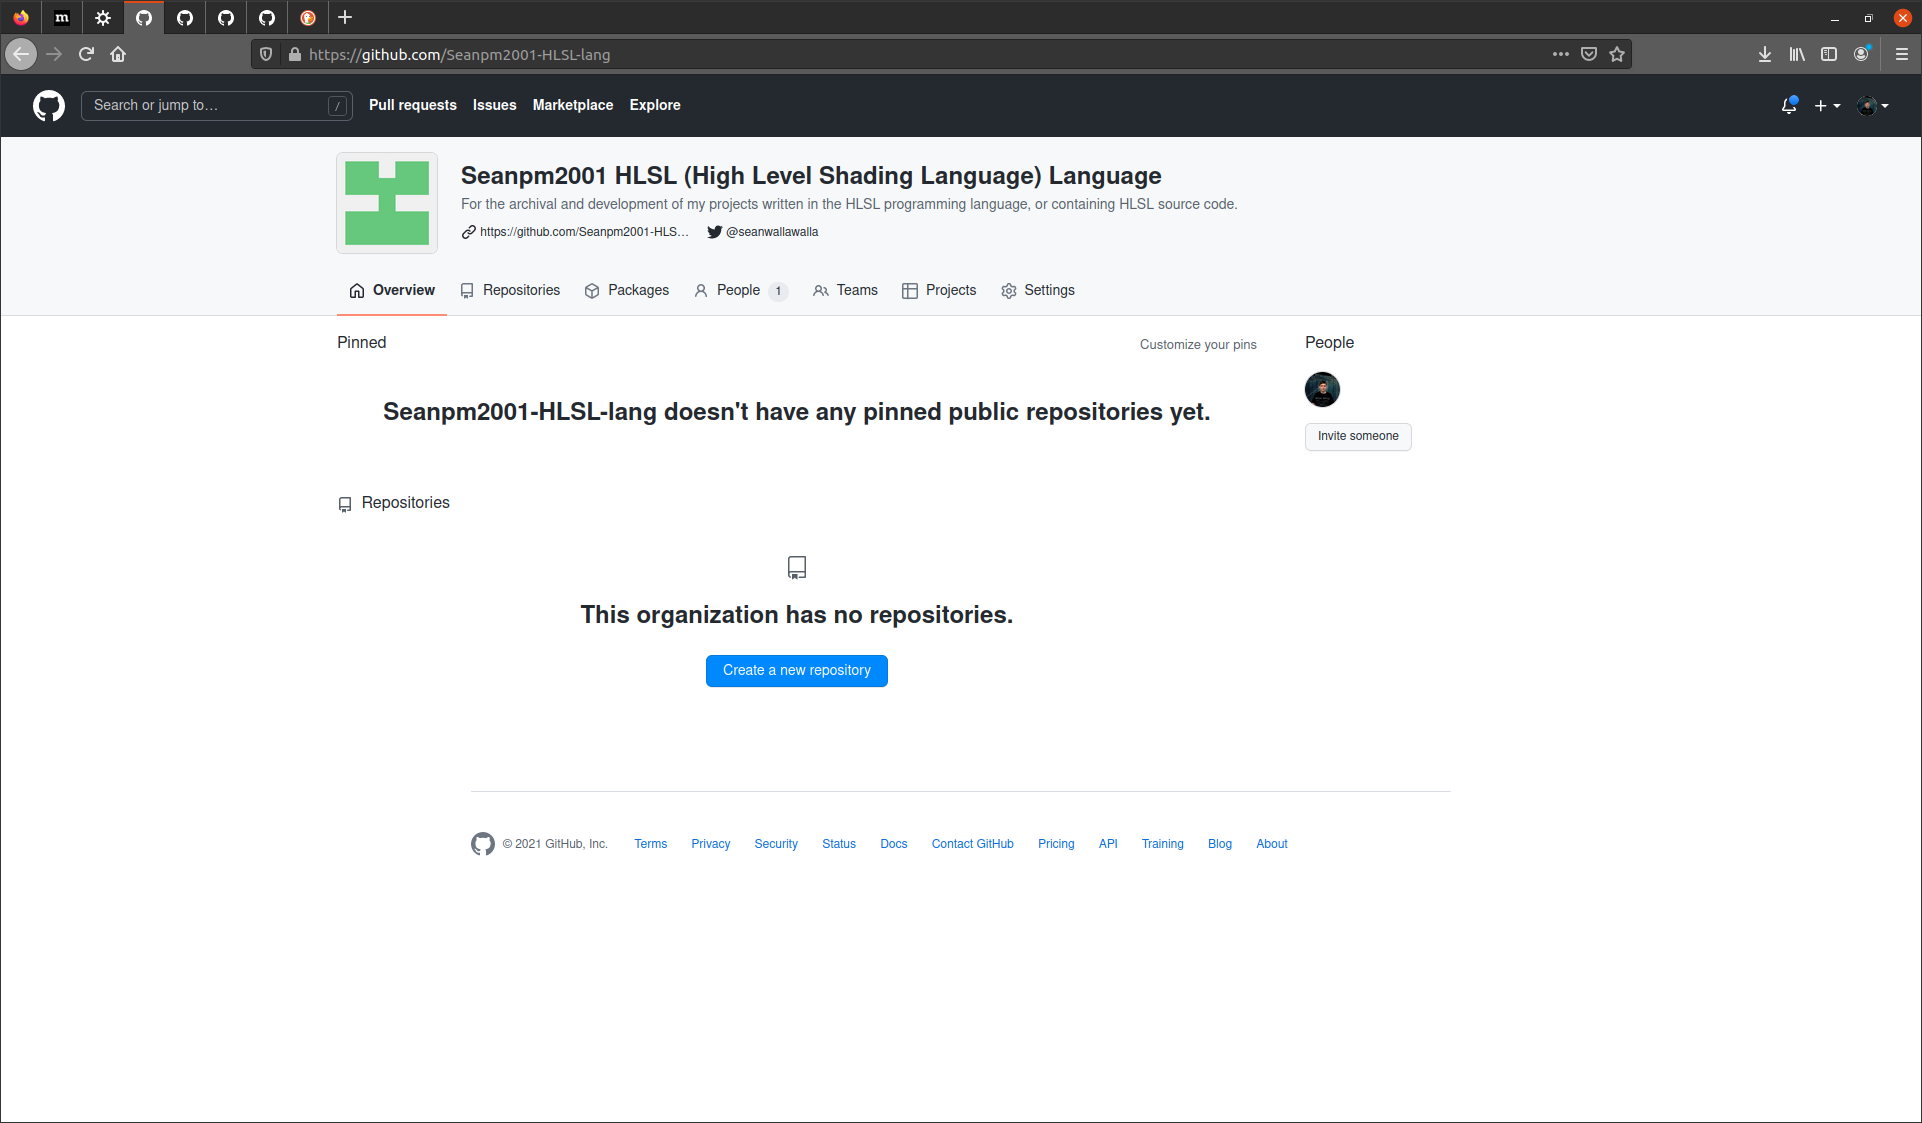 m
https://github.com/Seanpm2001-HLSL-lang
Search or jump to… /
Pull requests Issues Marketplace Explore
Seanpm2001 HLSL (High Level Shading Language) Language
For the archival and development of my projects written in the HLSL programming language, or containing HLSL source code.
https://github.com/Seanpm2001-HLS… @seanwallawalla
Overview Repositories Packages People 1 Teams Projects Settings
Pinned Customize your pins People
Seanpm2001-HLSL-lang doesn't have any pinned public repositories yet.
Invite someone
Repositories
This organization has no repositories.
Create a new repository
© 2021 GitHub, Inc. Terms Privacy Security Status Docs Contact GitHub Pricing API Training Blog About